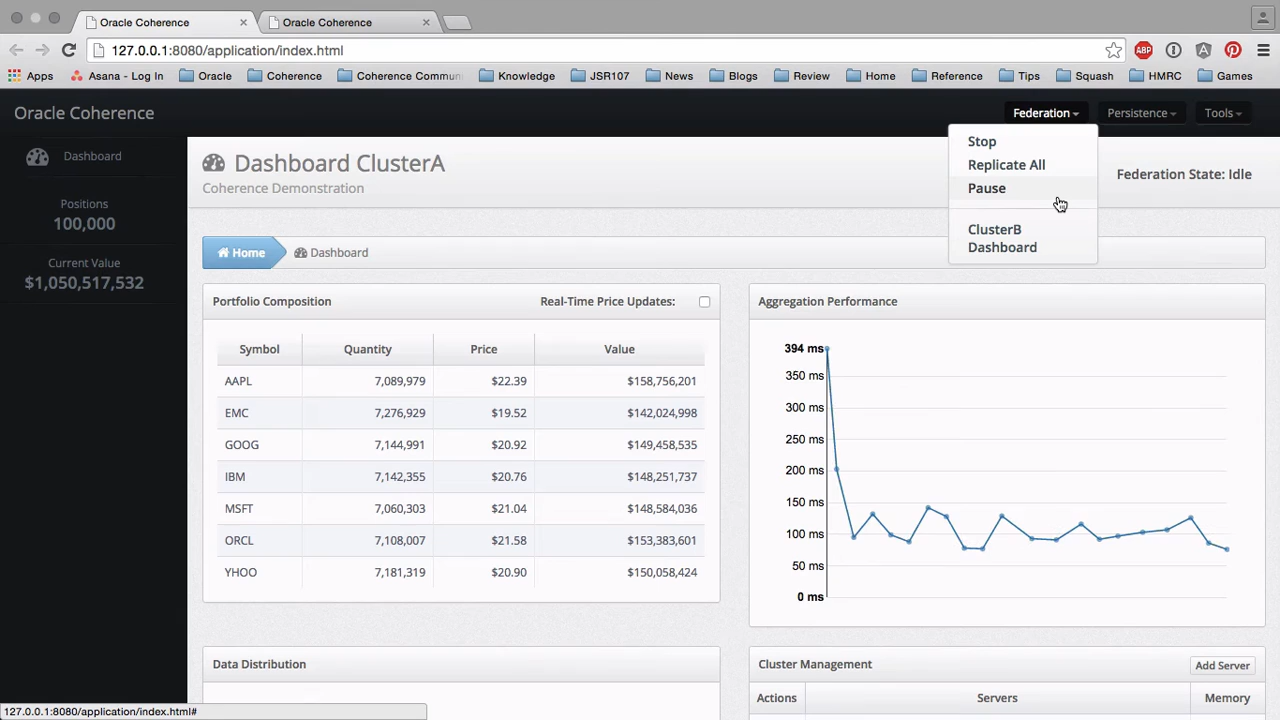 Oracle Coherence
Oracle Coherence
127.0.0.1:8080/application/index.html
ABP
Apps Asana - Log In Oracle Coherence Coherence Commun Knowledge JSR107 News Blogs Review Home Reference Tips Squash HMRC Games
Oracle Coherence
Federation Persistence Tools
Dashboard
Positions
100,000
Current Value
$1,050,517,532
Dashboard ClusterA
Coherence Demonstration
Stop
Replicate All
Pause
ClusterB
Dashboard
Federation State: Idle
Home Dashboard
Portfolio Composition Real-Time Price Updates:
Symbol Quantity Price Value
AAPL 7,089,979 $22.39 $158,756,201
EMC 7,276,929 $19.52 $142,024,998
GOOG 7,144,991 $20.92 $149,458,535
IBM 7,142,355 $20.76 $148,251,737
MSFT 7,060,303 $21.04 $148,584,036
ORCL 7,108,007 $21.58 $153,383,601
YHOO 7,181,319 $20.90 $150,058,424
Aggregation Performance
394 ms
350 ms
300 ms
250 ms
200 ms
150 ms
100 ms
50 ms
0 ms
Data Distribution
Cluster Management Add Server
Actions Servers Memory
127.0.0.1:8080/application/index.html#